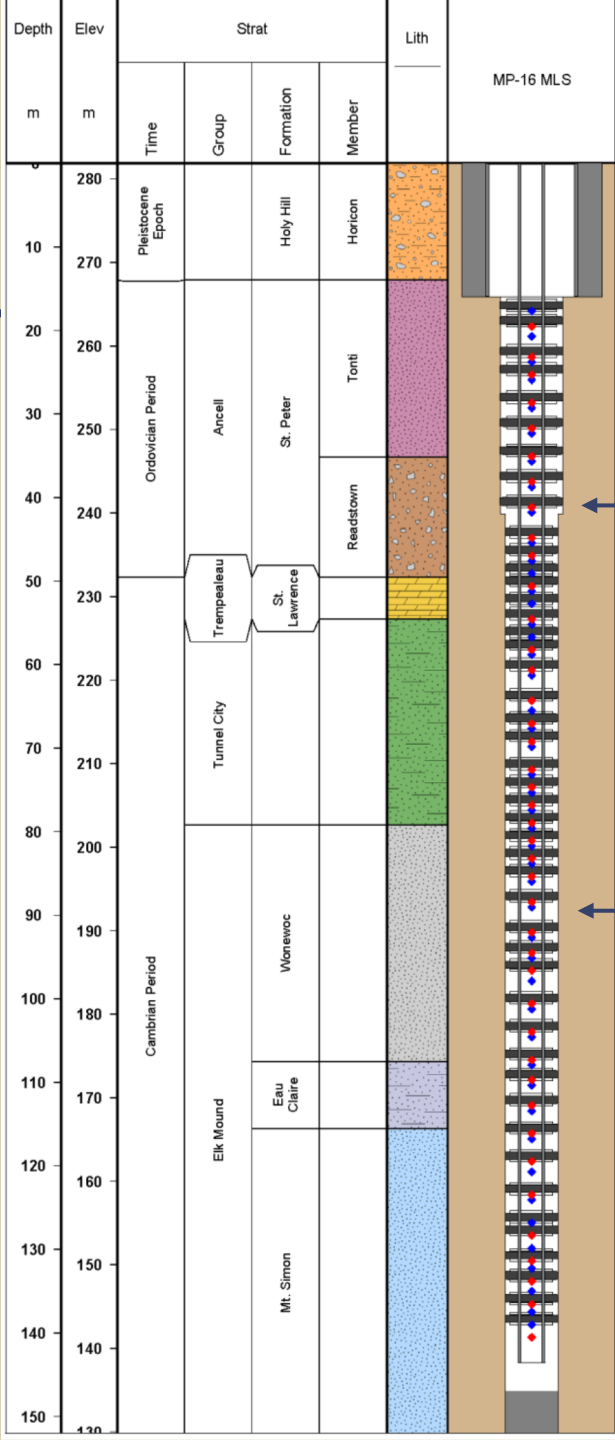 Depth
Elev
Strat
Lith
MP-16 MLS
m
m
Time
Group
Formation
Member
0
280
10
270
20
260
30
250
40
240
50
230
60
220
70
210
80
200
90
190
100
180
110
170
120
160
130
150
140
140
150
130
Pleistocene
Epoch
Holy Hill
Horicon
Ordovician Period
Ancell
St. Peter
Tonti
Readstown
Trempealeau
St.
Lawrence
Tunnel City
Cambrian Period
Elk Mound
Wonewoc
Eau
Claire
Mt. Simon